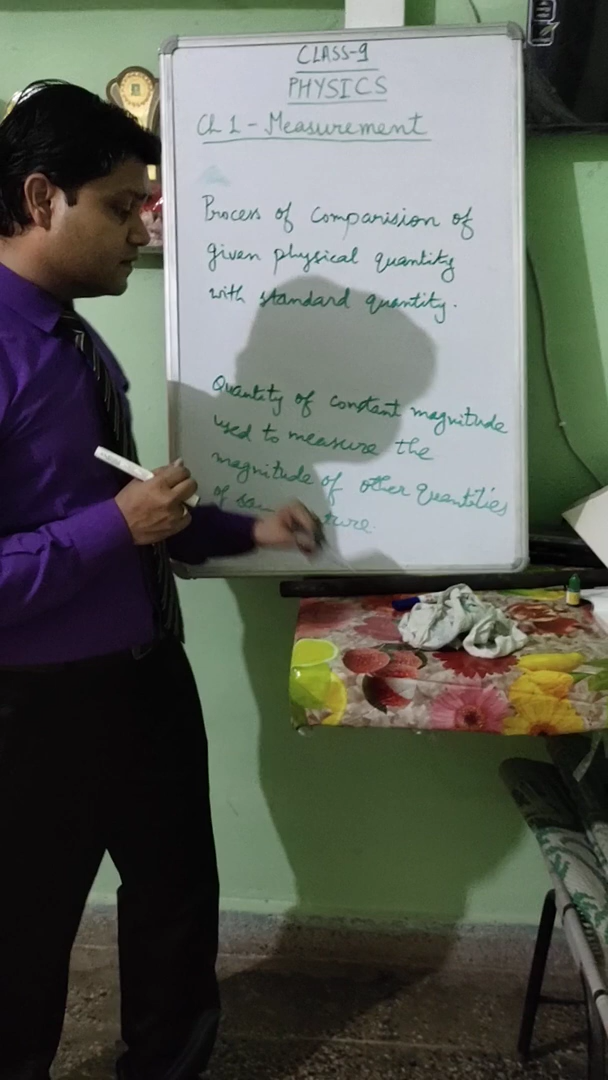 CLASS-9
PHYSICS
Ch 1 - Measurement
Process of comparision of
given physical quantity
with standard quantity.
Quantity of constant magnitude
used to measure the
magnitude of other quantities
of